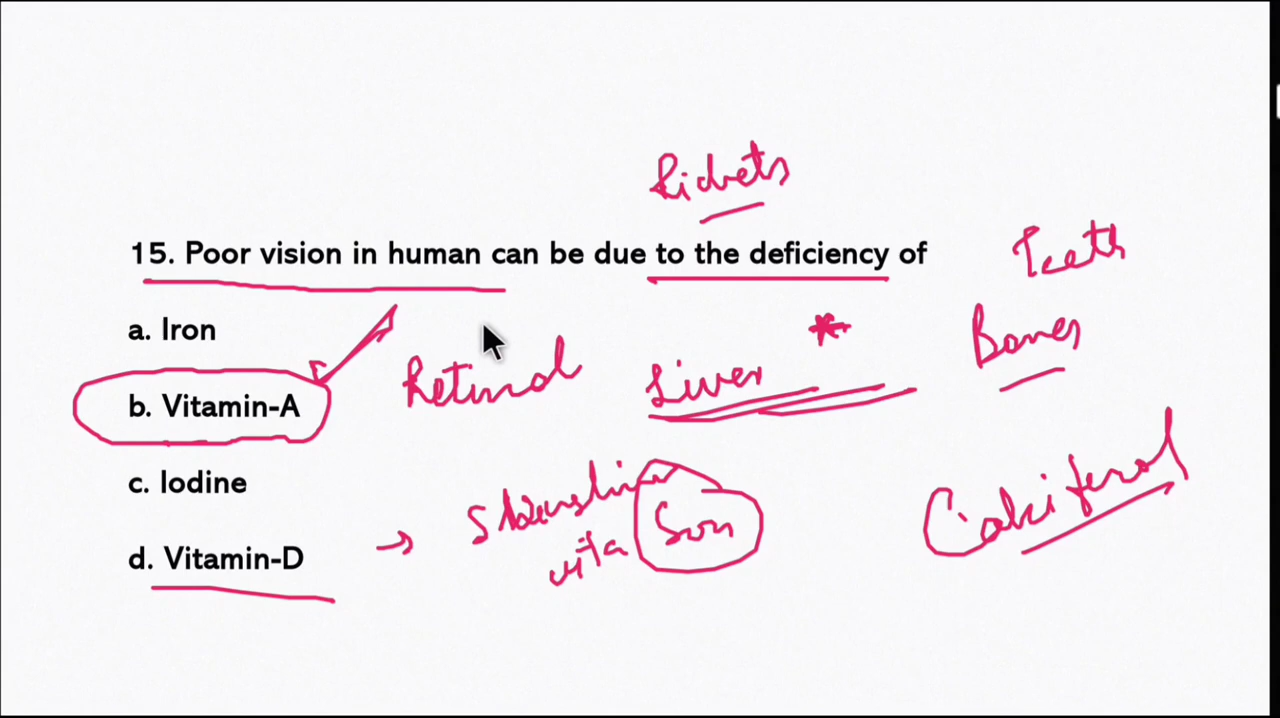 Rickets
15. Poor vision in human can be due to the deficiency of
Teeth
a. Iron
Bones
Retinol
Liver
b. Vitamin-A
c. Iodine
Calciferol
vita
Sun
d. Vitamin-D